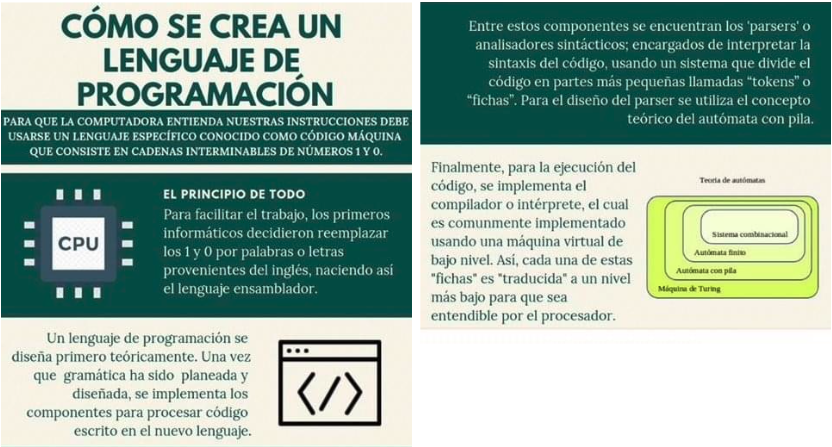 CÓMO SE CREA UN
LENGUAJE DE
PROGRAMACIÓN
PARA QUE LA COMPUTADORA ENTIENDA NUESTRAS INSTRUCCIONES DEBE
USARSE UN LENGUAJE ESPECÍFICO CONOCIDO COMO CÓDIGO MÁQUINA
QUE CONSISTE EN CADENAS INTERMINABLES DE NÚMEROS 1 Y 0.
CPU
EL PRINCIPIO DE TODO
Para facilitar el trabajo, los primeros
informáticos decidieron reemplazar
los 1 y 0 por palabras o letras
provenientes del inglés, naciendo así
el lenguaje ensamblador.
Un lenguaje de programación se
diseña primero teóricamente. Una vez
que gramática ha sido planeada y
diseñada, se implementa los
componentes para procesar código
escrito en el nuevo lenguaje.
</>
Entre estos componentes se encuentran los 'parsers' o
analisadores sintácticos; encargados de interpretar la
sintaxis del código, usando un sistema que divide el
código en partes más pequeñas llamadas “tokens” o
“fichas”. Para el diseño del parser se utiliza el concepto
teórico del autómata con pila.
Finalmente, para la ejecución del
código, se implementa el
compilador o intérprete, el cual
es comunmente implementado
usando una máquina virtual de
bajo nivel. Así, cada una de estas
"fichas" es "traducida" a un nivel
más bajo para que sea
entendible por el procesador.
Teoría de autómatas
Sistema combinacional
Autómata finito
Autómata con pila
Máquina de Turing